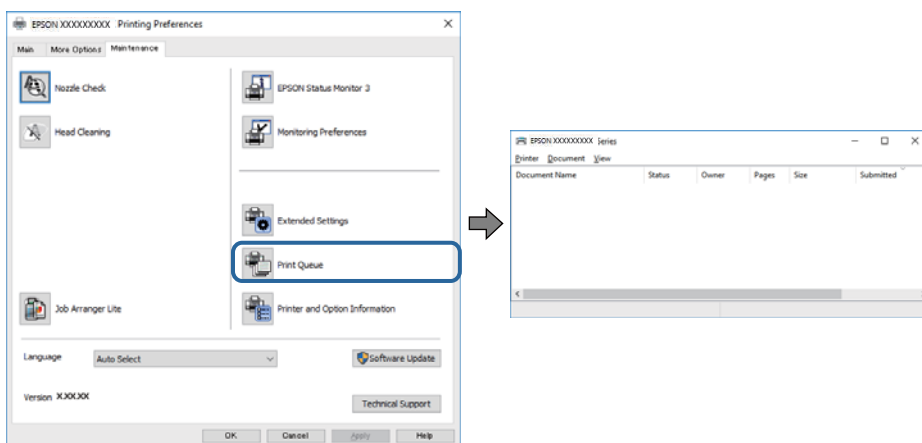 EPSON XXXXXXXXX Printing Preferences
Main More Options Maintenance
Nozzle Check
EPSON Status Monitor 3
Head Cleaning
Monitoring Preferences
Extended Settings
Print Queue
Job Arranger Lite
Printer and Option Information
Language Auto Select Software Update
Version X.XX.XX
Technical Support
OK Cancel Apply Help
EPSON XXXXXXXXX Series
Printer Document View
Document Name Status Owner Pages Size Submitted